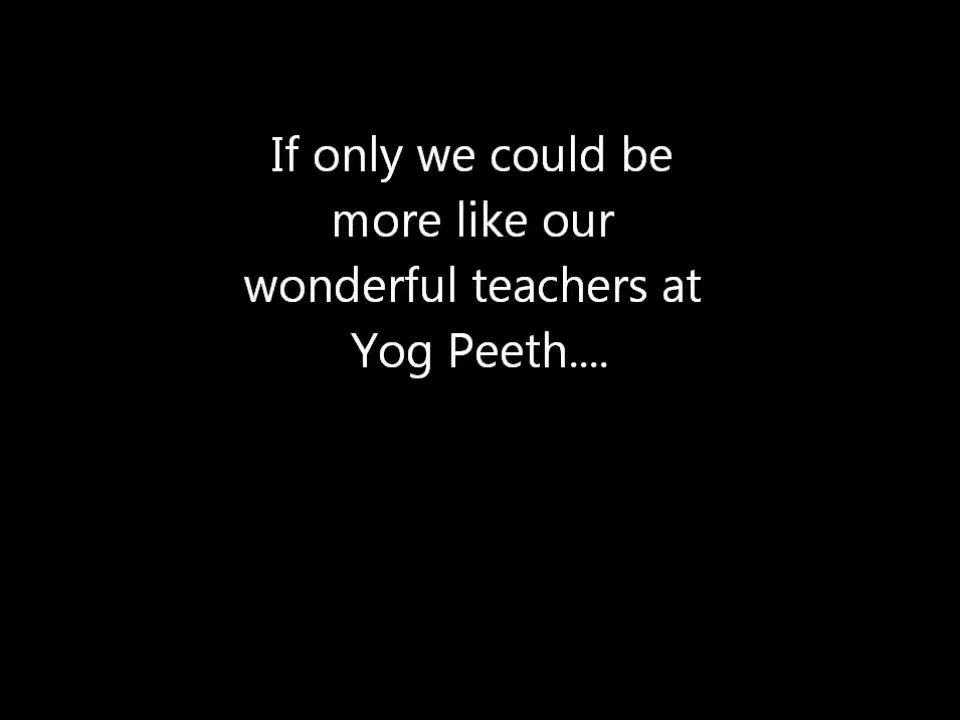 If only we could be
more like our
wonderful teachers at
Yog Peeth....